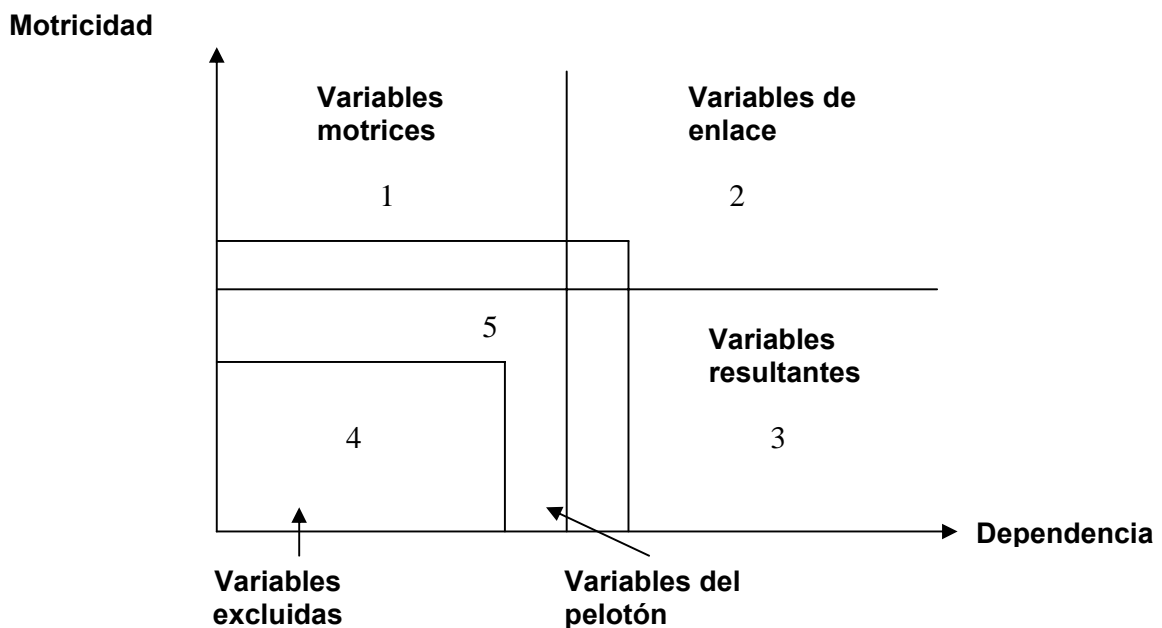 Motricidad
Variables
motrices
Variables de
enlace
1
2
5
Variables
resultantes
4
3
Dependencia
Variables
excluidas
Variables del
pelotón